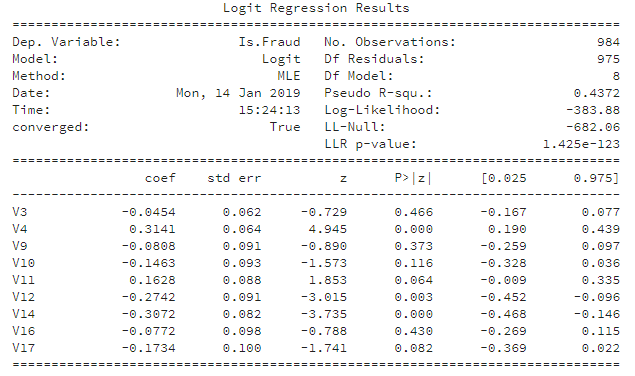 Logit Regression Results
==============================================================================
Dep. Variable: Is.Fraud No. Observations: 984
Model: Logit Df Residuals: 975
Method: MLE Df Model: 8
Date: Mon, 14 Jan 2019 Pseudo R-squ.: 0.4372
Time: 15:24:13 Log-Likelihood: -383.88
converged: True LL-Null: -682.06
LLR p-value: 1.425e-123
==============================================================================
coef std err z P>|z| [0.025 0.975]
------------------------------------------------------------------------------
V3 -0.0454 0.062 -0.729 0.466 -0.167 0.077
V4 0.3141 0.064 4.945 0.000 0.190 0.439
V9 -0.0808 0.091 -0.890 0.373 -0.259 0.097
V10 -0.1463 0.093 -1.573 0.116 -0.328 0.036
V11 0.1628 0.088 1.853 0.064 -0.009 0.335
V12 -0.2742 0.091 -3.015 0.003 -0.452 -0.096
V14 -0.3072 0.082 -3.735 0.000 -0.468 -0.146
V16 -0.0772 0.098 -0.788 0.430 -0.269 0.115
V17 -0.1734 0.100 -1.741 0.082 -0.369 0.022
==============================================================================